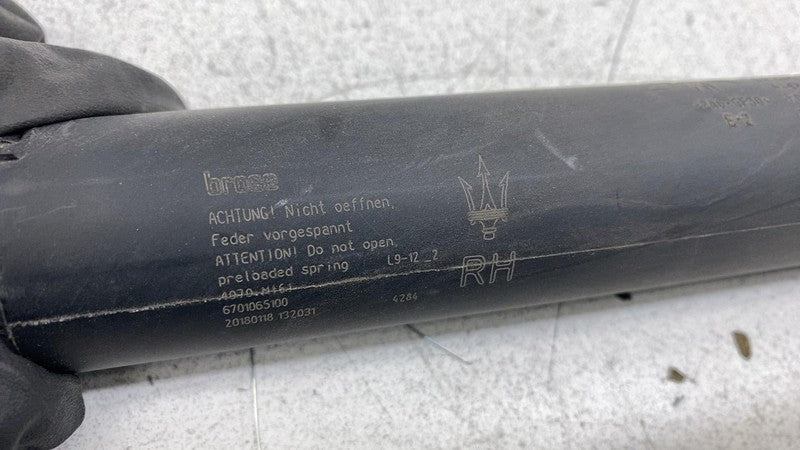 brose
ACHTUNG! Nicht oeffnen,
Feder vorgespannt
ATTENTION! Do not open,
preloaded spring L9-12_2
6701065100
20180118 132031
4284
RH